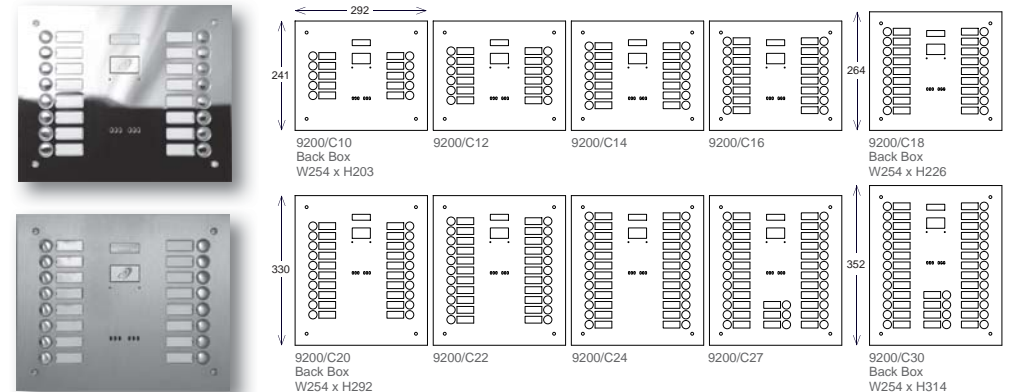 292
241
264
9200/C10
Back Box
W254 x H203
9200/C12
9200/C14
9200/C16
9200/C18
Back Box
W254 x H226
330
352
9200/C20
Back Box
W254 x H292
9200/C22
9200/C24
9200/C27
9200/C30
Back Box
W254 x H314